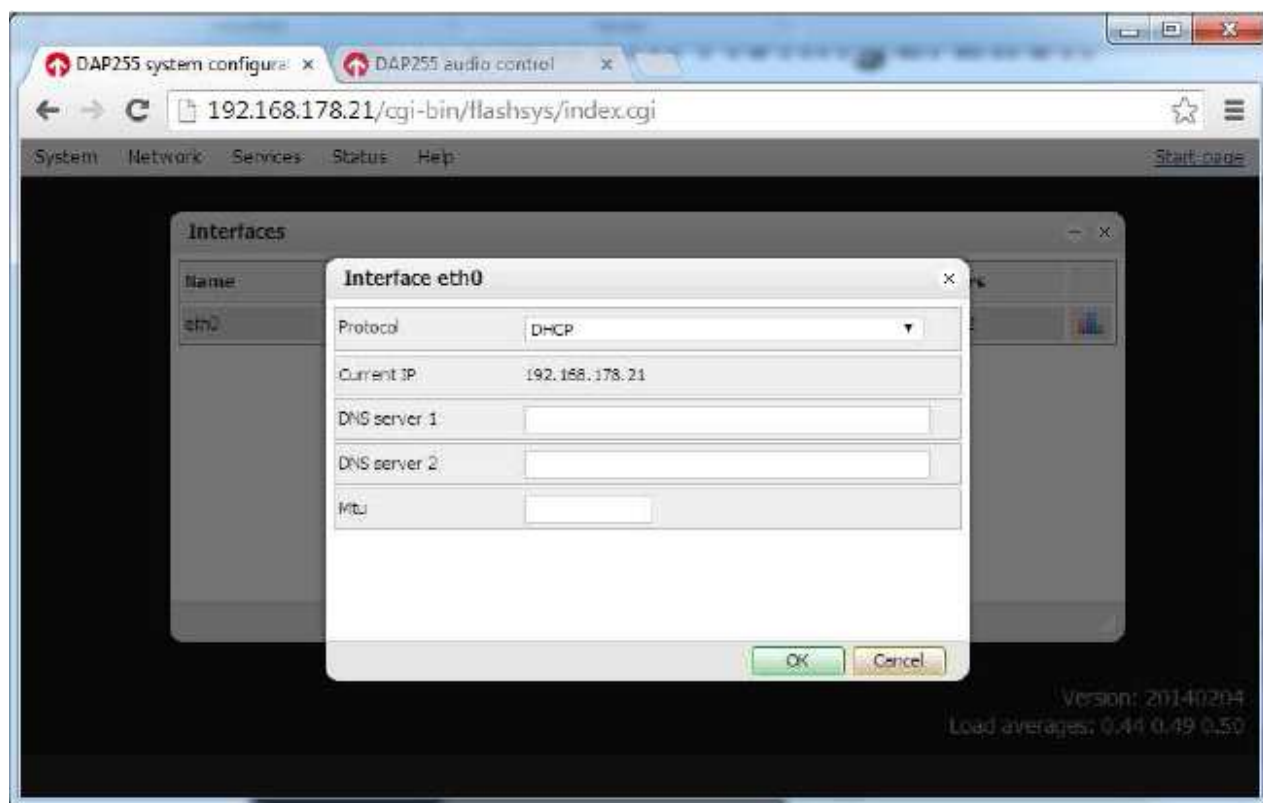 DAP255 system configura
DAP255 audio control
192.168.178.21/cgi-bin/flashsys/index.cgi
System Network Services Status Help Start page
Interfaces
Name
eth0
Interface eth0
Protocol DHCP
Current IP 192.168.178.21
DNS server 1
DNS server 2
Mtu
OK Cancel
Version: 20140204
Load averages: 0.44 0.49 0.50